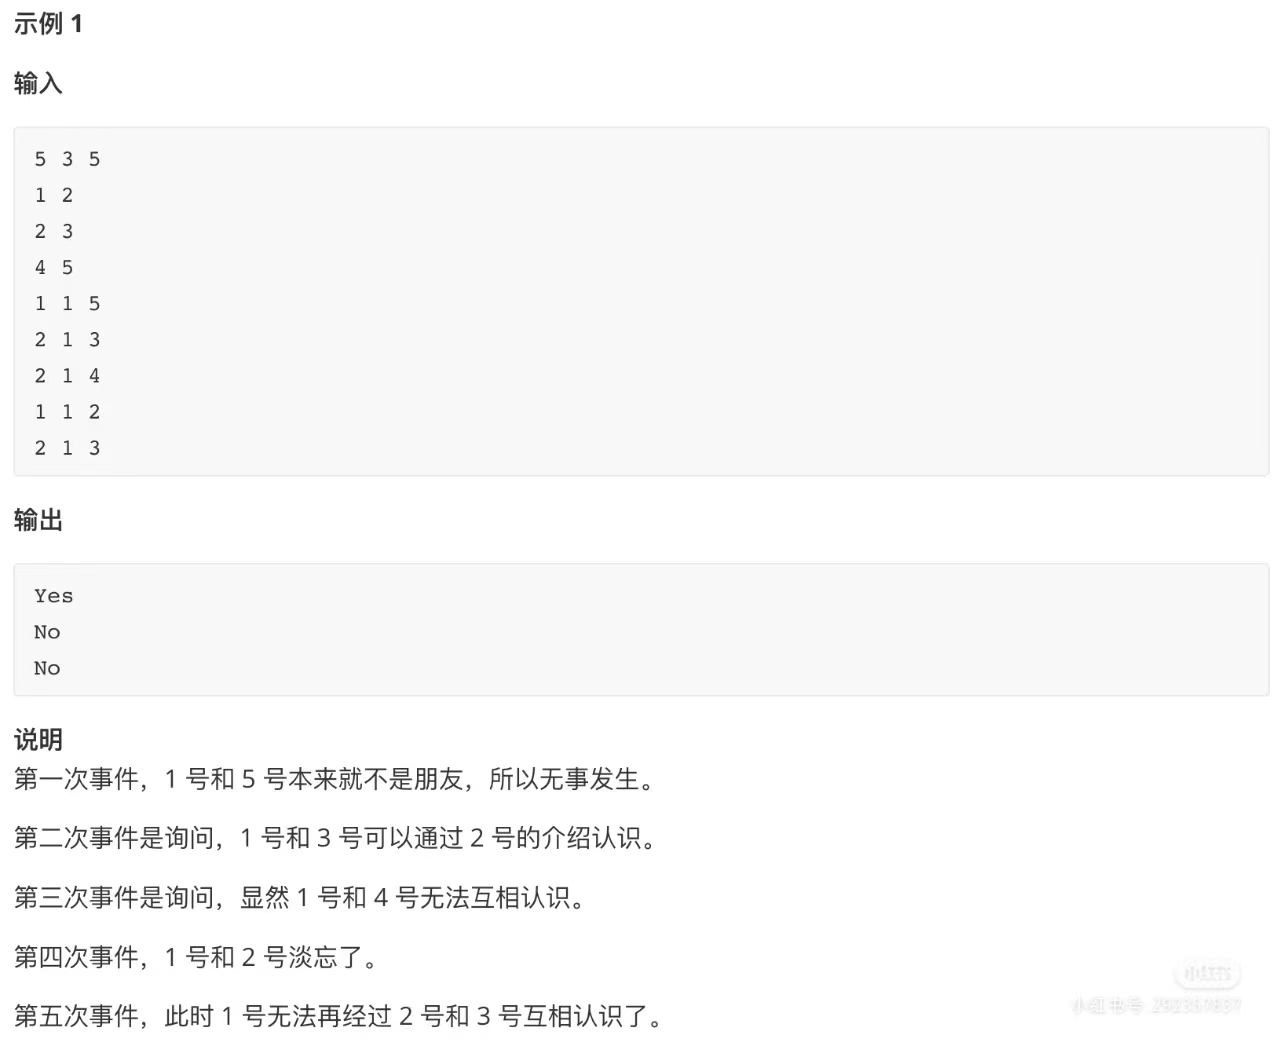 示例 1
输入
5 3 5
1 2
2 3
4 5
1 1 5
2 1 3
2 1 4
1 1 2
2 1 3
输出
Yes
No
No
说明
第一次事件，1 号和 5 号本来就不是朋友，所以无事发生。
第二次事件是询问，1 号和 3 号可以通过 2 号的介绍认识。
第三次事件是询问，显然 1 号和 4 号无法互相认识。
第四次事件，1 号和 2 号淡忘了。
第五次事件，此时 1 号无法再经过 2 号和 3 号互相认识了。
小红书
小红书号